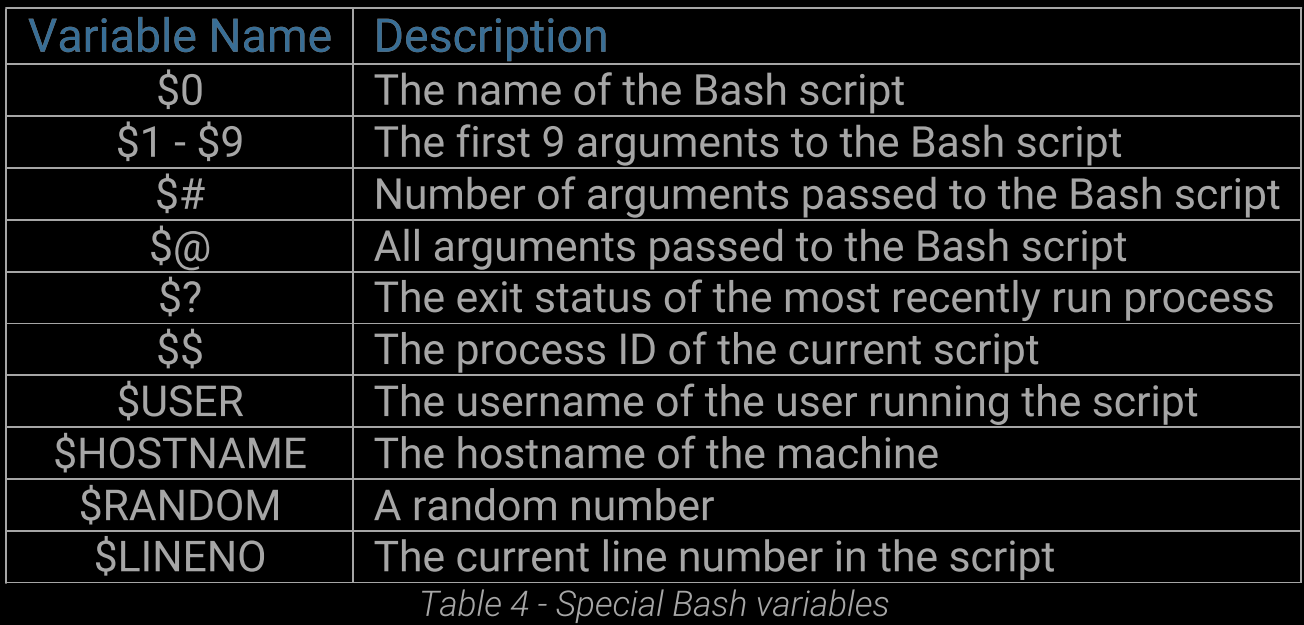 Variable Name Description
$0 The name of the Bash script
$1 - $9 The first 9 arguments to the Bash script
$# Number of arguments passed to the Bash script
$@ All arguments passed to the Bash script
$? The exit status of the most recently run process
$$ The process ID of the current script
$USER The username of the user running the script
$HOSTNAME The hostname of the machine
$RANDOM A random number
$LINENO The current line number in the script
Table 4 - Special Bash variables